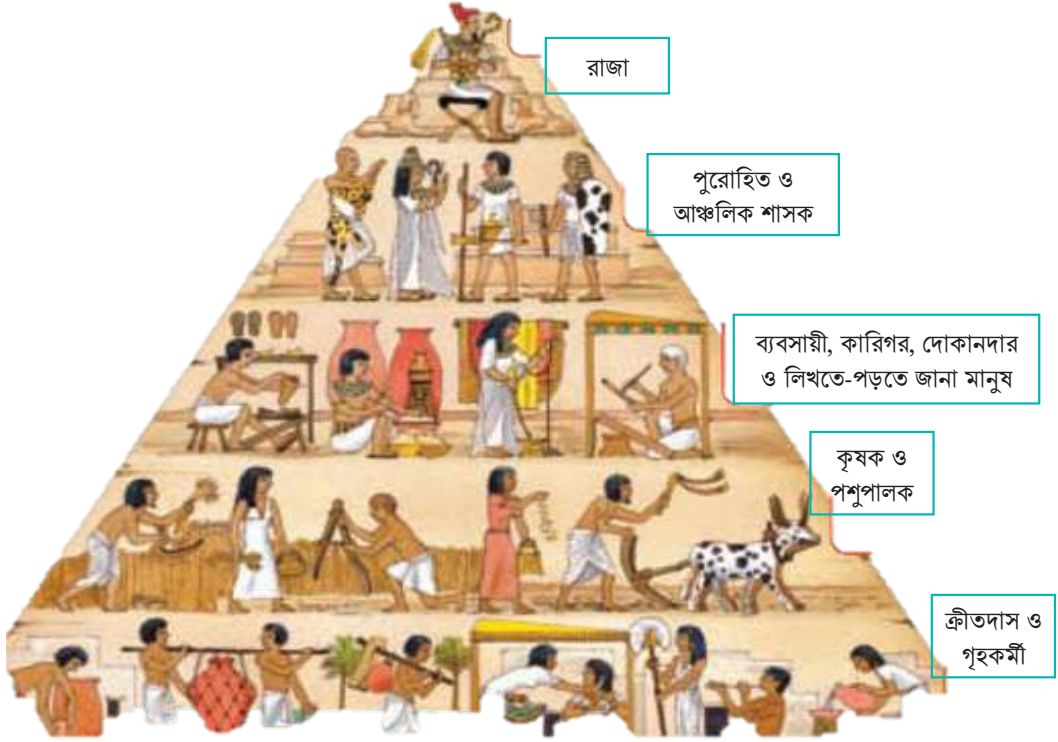 রাজা
পুরোহিত ও
আঞ্চলিক শাসক
ব্যবসায়ী, কারিগর, দোকানদার
ও লিখতে-পড়তে জানা মানুষ
কৃষক ও
পশুপালক
ক্রীতদাস ও
গৃহকর্মী